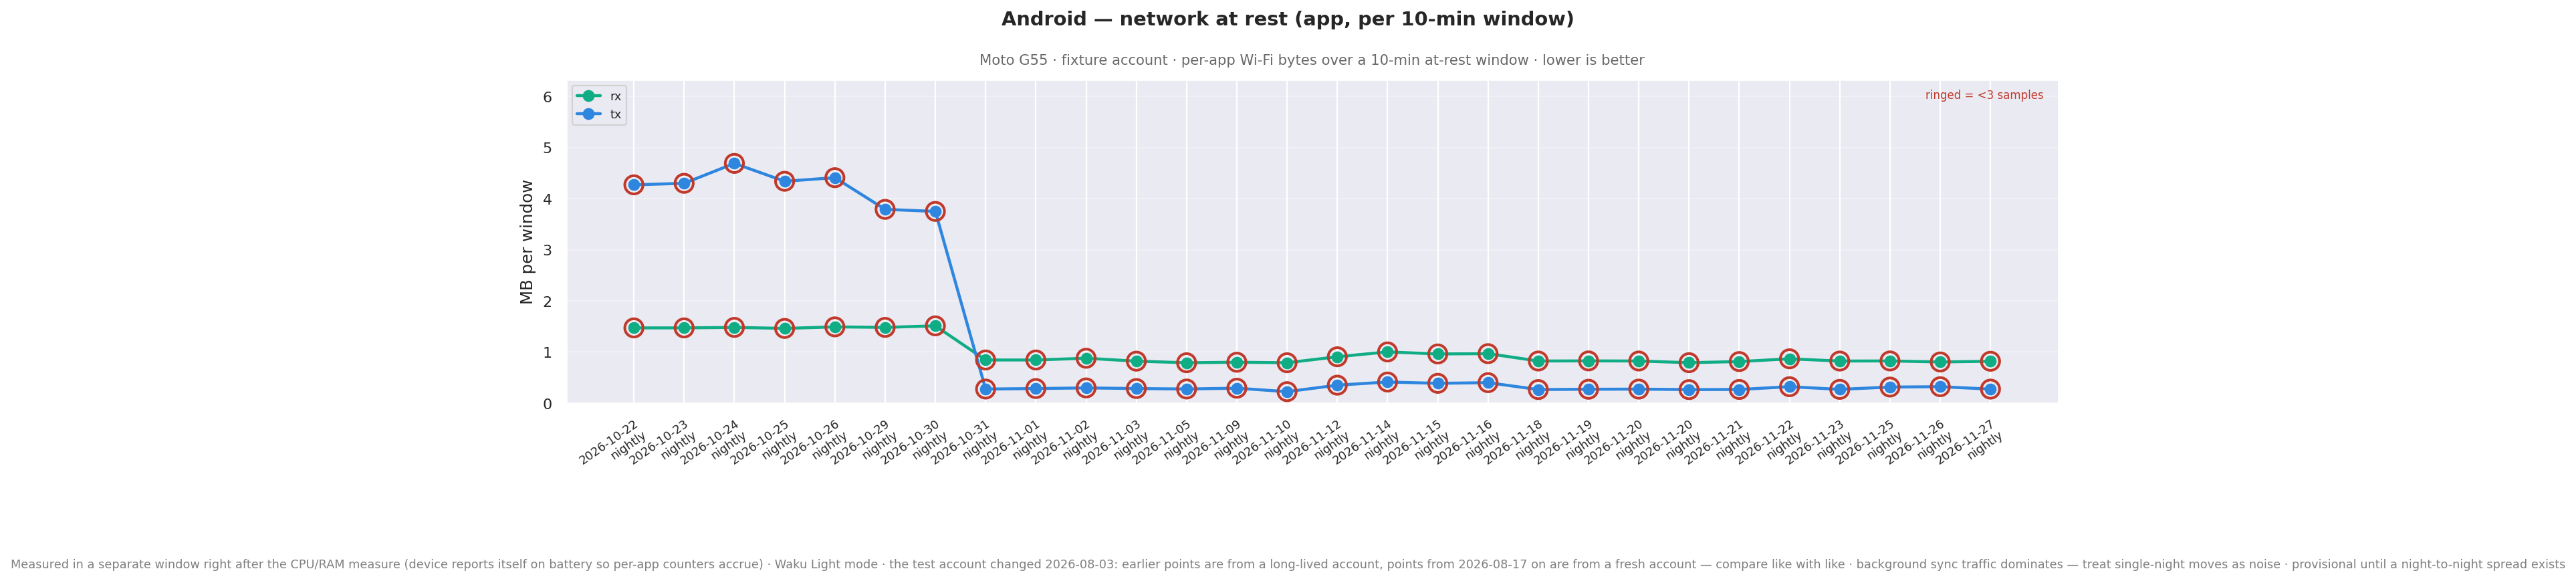 Android — network at rest (app, per 10-min window)
Moto G55 · fixture account · per-app Wi-Fi bytes over a 10-min at-rest window · lower is better
rx
tx
ringed = <3 samples
MB per window
6
5
4
3
2
1
0
2026-10-22
nightly
2026-10-23
nightly
2026-10-24
nightly
2026-10-25
nightly
2026-10-26
nightly
2026-10-29
nightly
2026-10-30
nightly
2026-10-31
nightly
2026-11-01
nightly
2026-11-02
nightly
2026-11-03
nightly
2026-11-05
nightly
2026-11-09
nightly
2026-11-10
nightly
2026-11-12
nightly
2026-11-14
nightly
2026-11-15
nightly
2026-11-16
nightly
2026-11-18
nightly
2026-11-19
nightly
2026-11-20
nightly
2026-11-20
nightly
2026-11-21
nightly
2026-11-22
nightly
2026-11-23
nightly
2026-11-25
nightly
2026-11-26
nightly
2026-11-27
nightly
Measured in a separate window right after the CPU/RAM measure (device reports itself on battery so per-app counters accrue) · Waku Light mode · the test account changed 2026-08-03: earlier points are from a long-lived account, points from 2026-08-17 on are from a fresh account — compare like with like · background sync traffic dominates — treat single-night moves as noise · provisional until a night-to-night spread exists